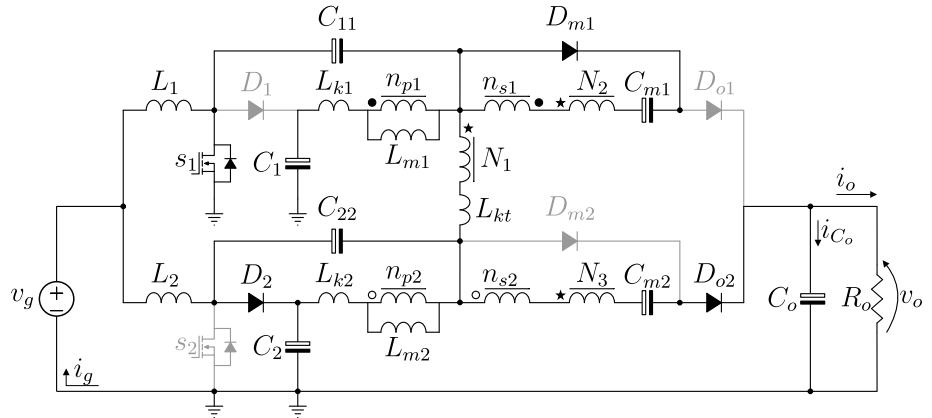 C11 Dm1
L1 D1 Lk1 np1 ns1 N2 Cm1 Do1
s1 C1 Lm1 N1
Lkt
io
C22 Dm2
iCo
L2 D2 Lk2 np2 ns2 N3 Cm2 Do2
vg + −
Co Ro vo
s2 C2 Lm2
ig